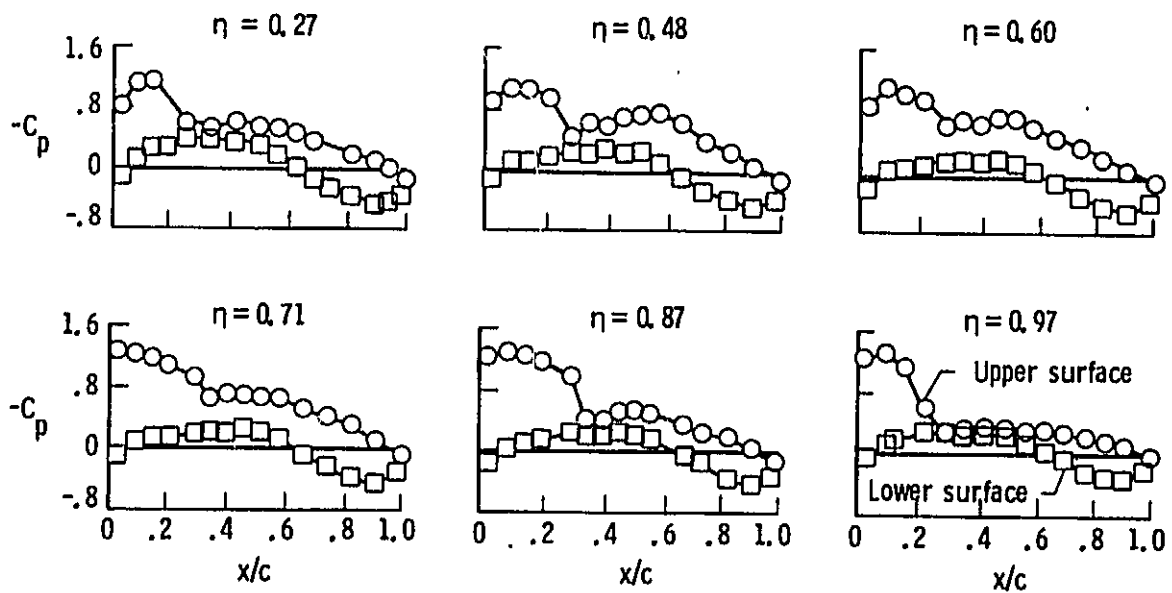 η = 0.27
η = 0.48
η = 0.60
1.6
.8
-Cp
0
-.8
η = 0.71
η = 0.87
η = 0.97
1.6
.8
-Cp
0
-.8
Upper surface
Lower surface
0 .2 .4 .6 .8 1.0
0 .2 .4 .6 .8 1.0
0 .2 .4 .6 .8 1.0
x/c
x/c
x/c